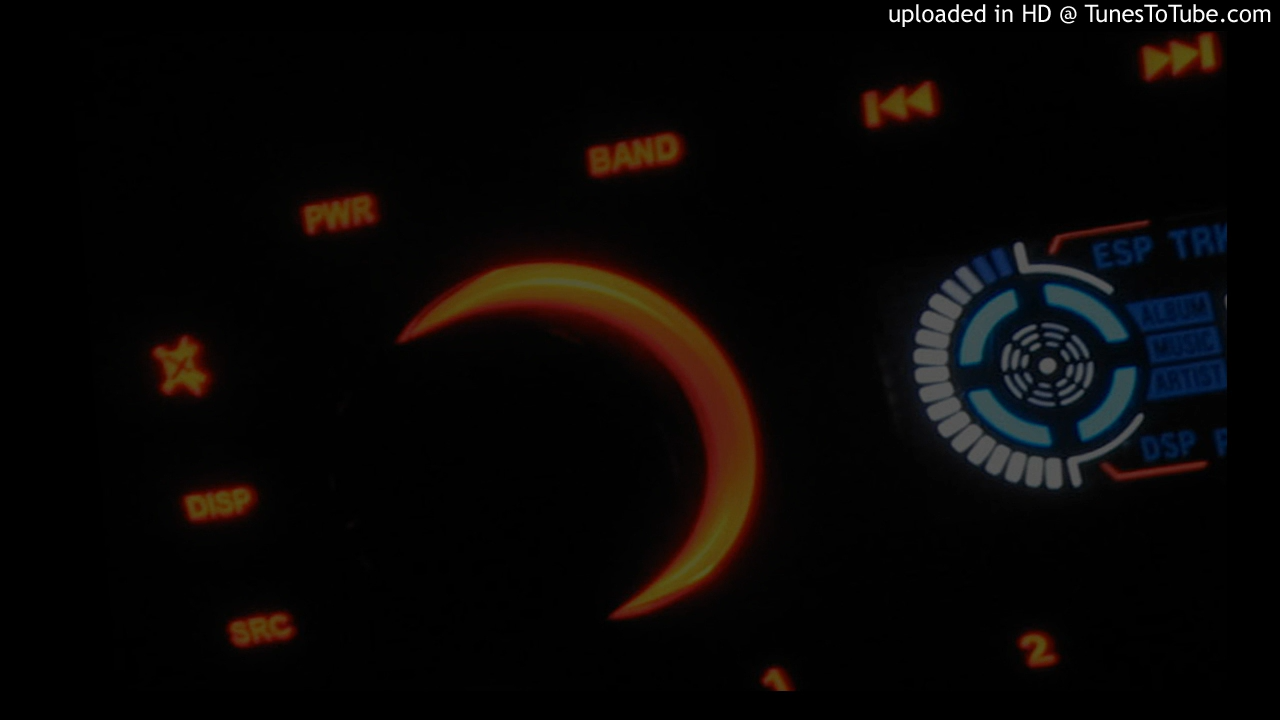 uploaded in HD @ TunesToTube.com
BAND
PWR
ESP TRK
ALBUM
MUSIC
ARTIST
DISP
DSP
SRC
2
1